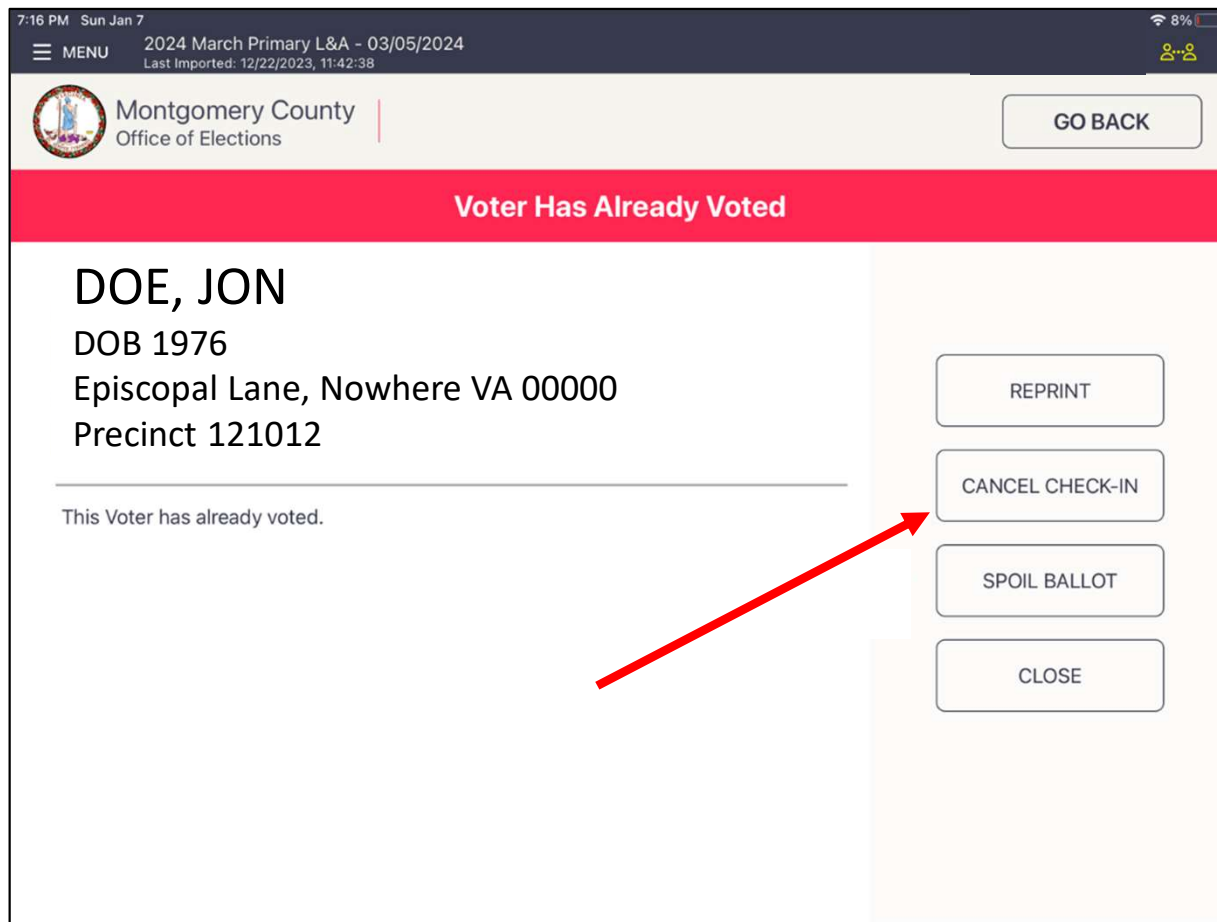 7:16 PM Sun Jan 7
8%
MENU
2024 March Primary L&A - 03/05/2024
Last Imported: 12/22/2023, 11:42:38
Montgomery County
Office of Elections
GO BACK
Voter Has Already Voted
DOE, JON
DOB 1976
Episcopal Lane, Nowhere VA 00000
Precinct 121012
This Voter has already voted.
REPRINT
CANCEL CHECK-IN
SPOIL BALLOT
CLOSE